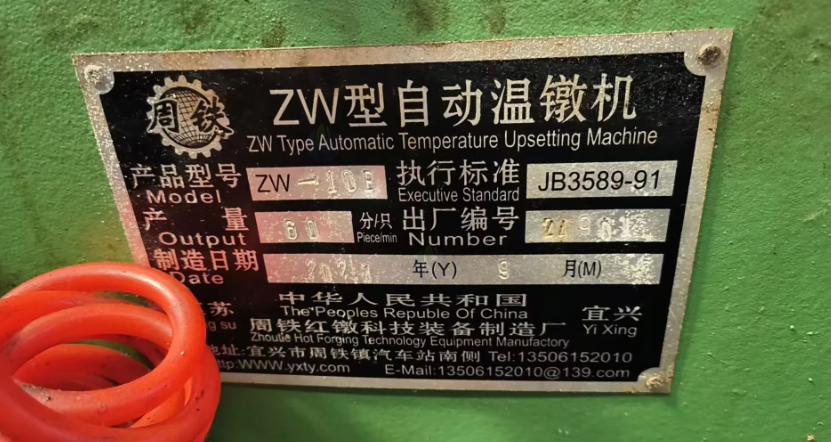 周铁
ZW型自动温镦机
ZW Type Automatic Temperature Upsetting Machine
产品型号 ZW 执行标准 JB3589-91
Model Executive Standard
产 量 60 分/只 出厂编号
Output Piece/min Number
制造日期 年(Y) 9 月(M)
Date
苏 中华人民共和国 宜兴
su The Peoples Republe Of China Yi Xing
周铁红镦科技装备制造厂
Zhoutie Hot Forging Technology Equipment Manufactory
地址:宜兴市周铁镇汽车站南侧 Tel:13506152010
http:WWW.yxty.com E-Mail:13506152010@139.com